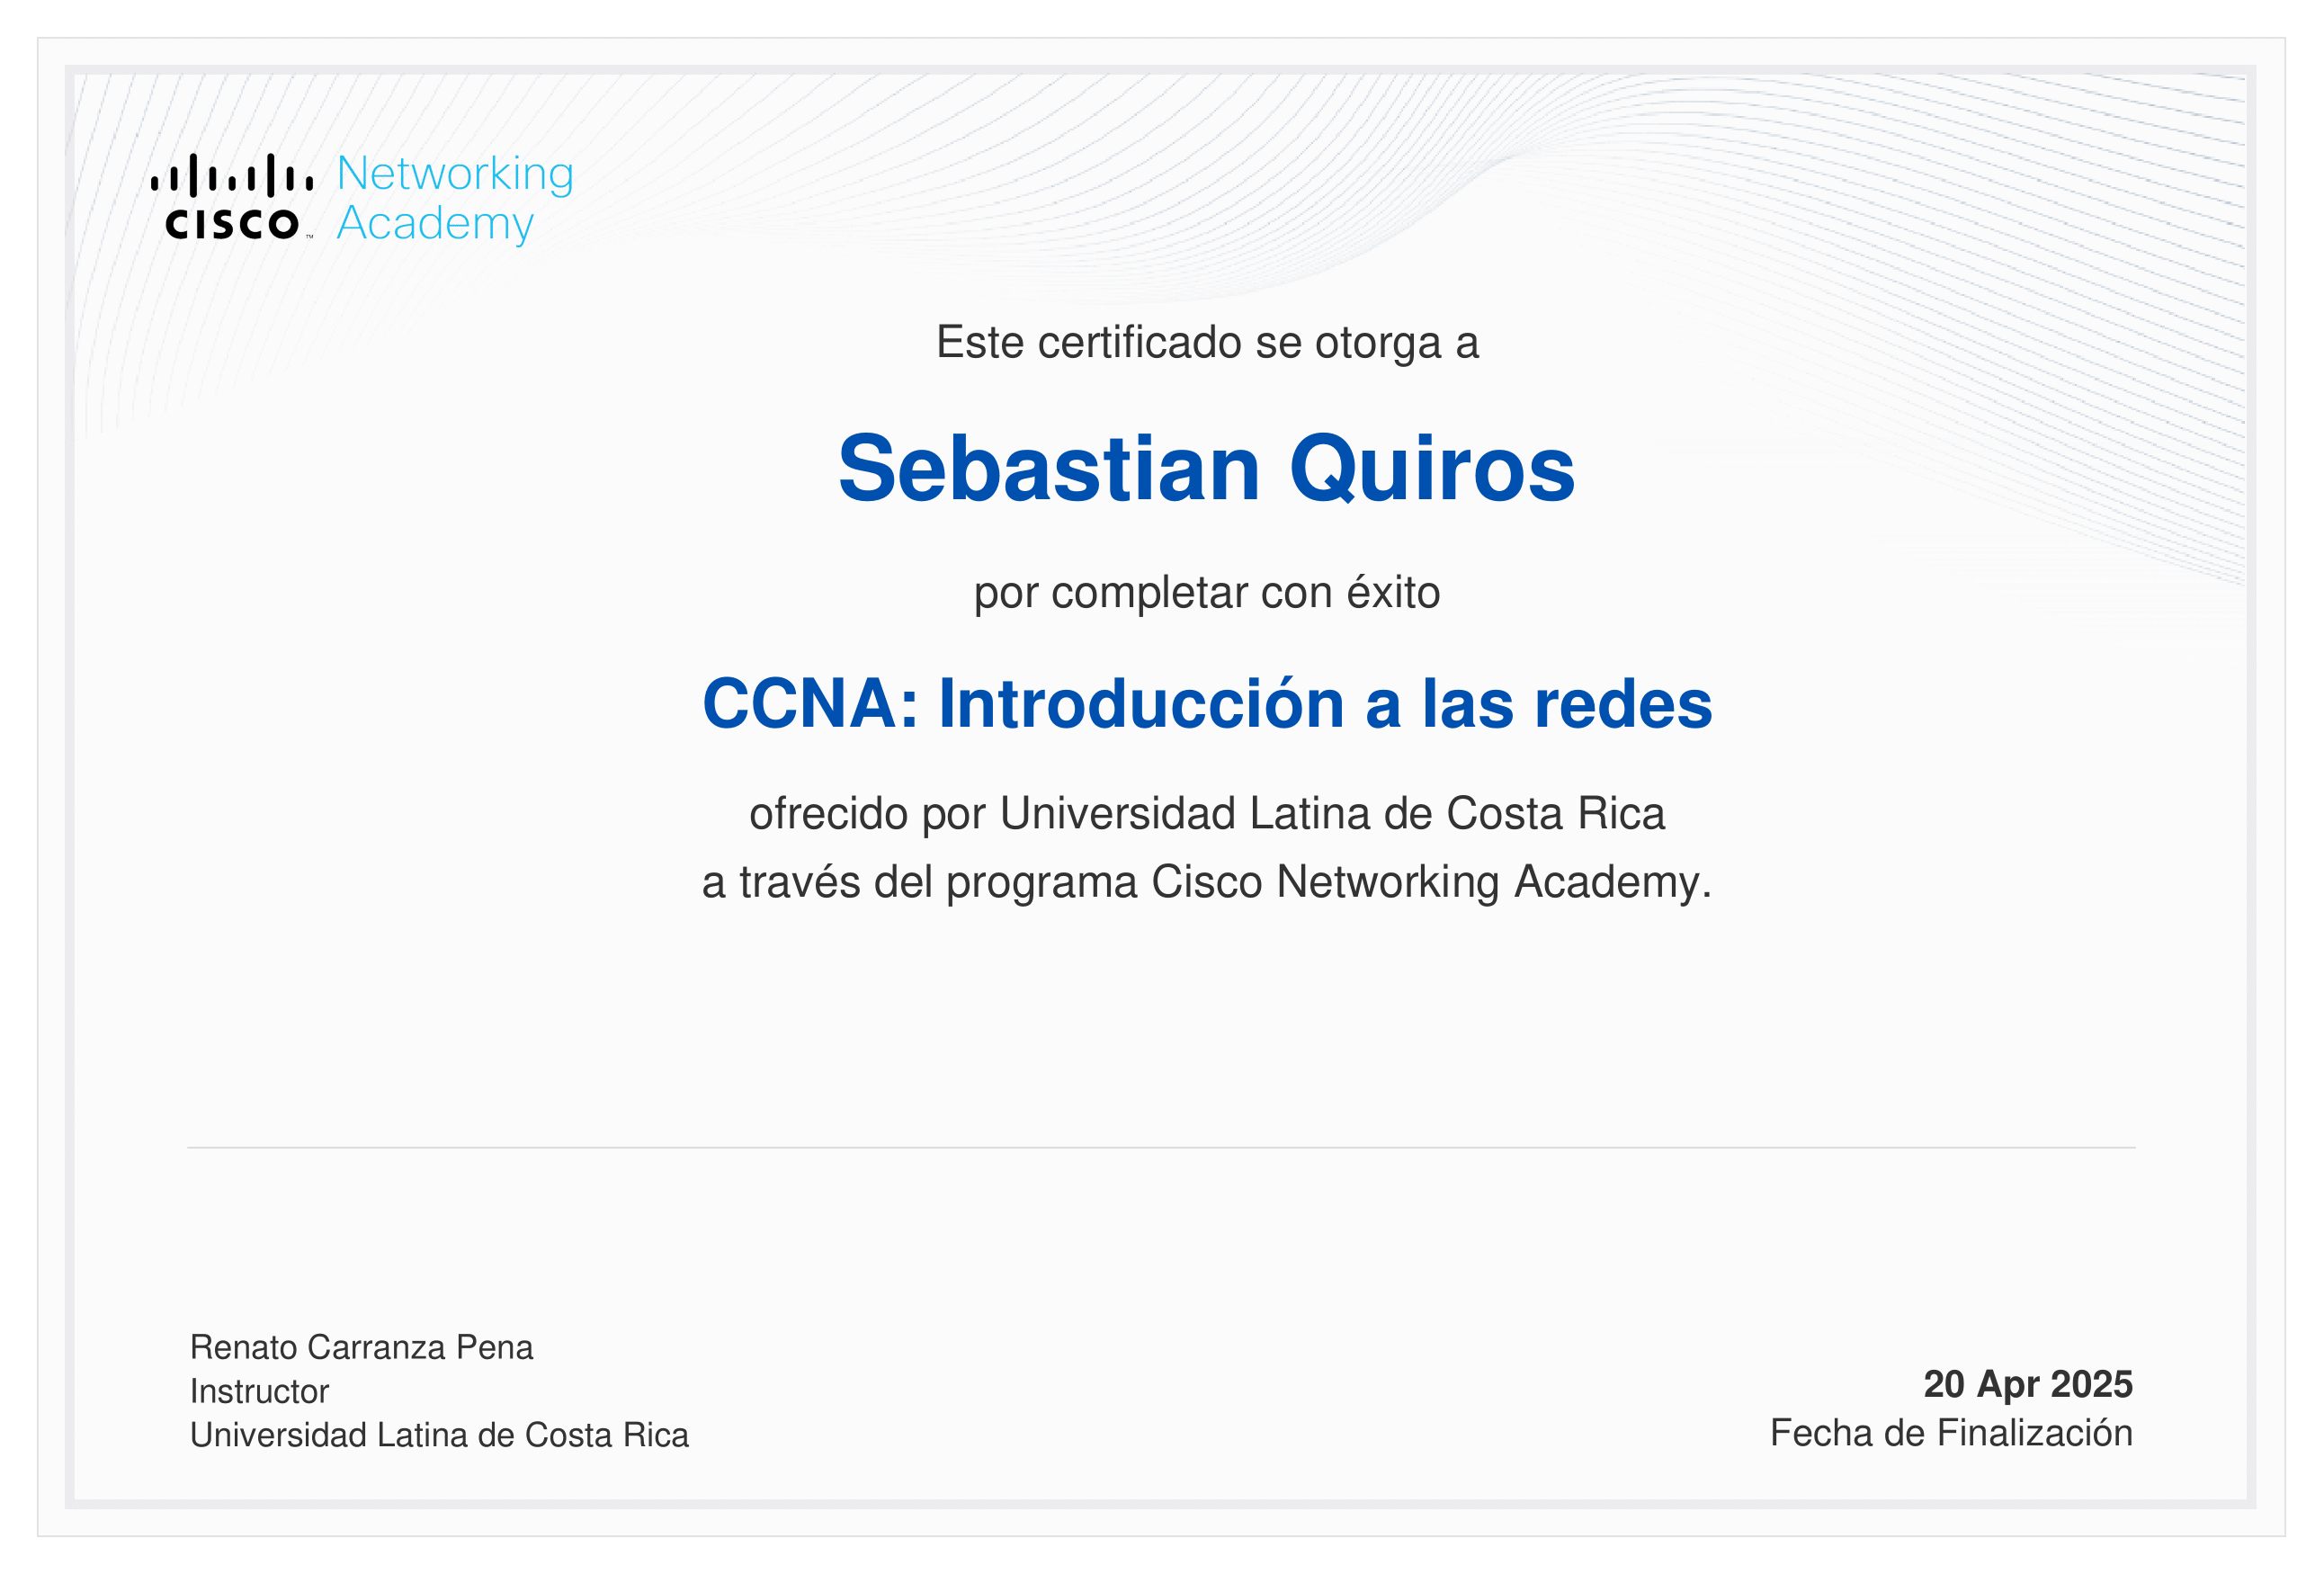 CISCO™ Networking
Academy
Este certificado se otorga a
Sebastian Quiros
por completar con éxito
CCNA: Introducción a las redes
ofrecido por Universidad Latina de Costa Rica
a través del programa Cisco Networking Academy.
Renato Carranza Pena
Instructor
Universidad Latina de Costa Rica
20 Apr 2025
Fecha de Finalización